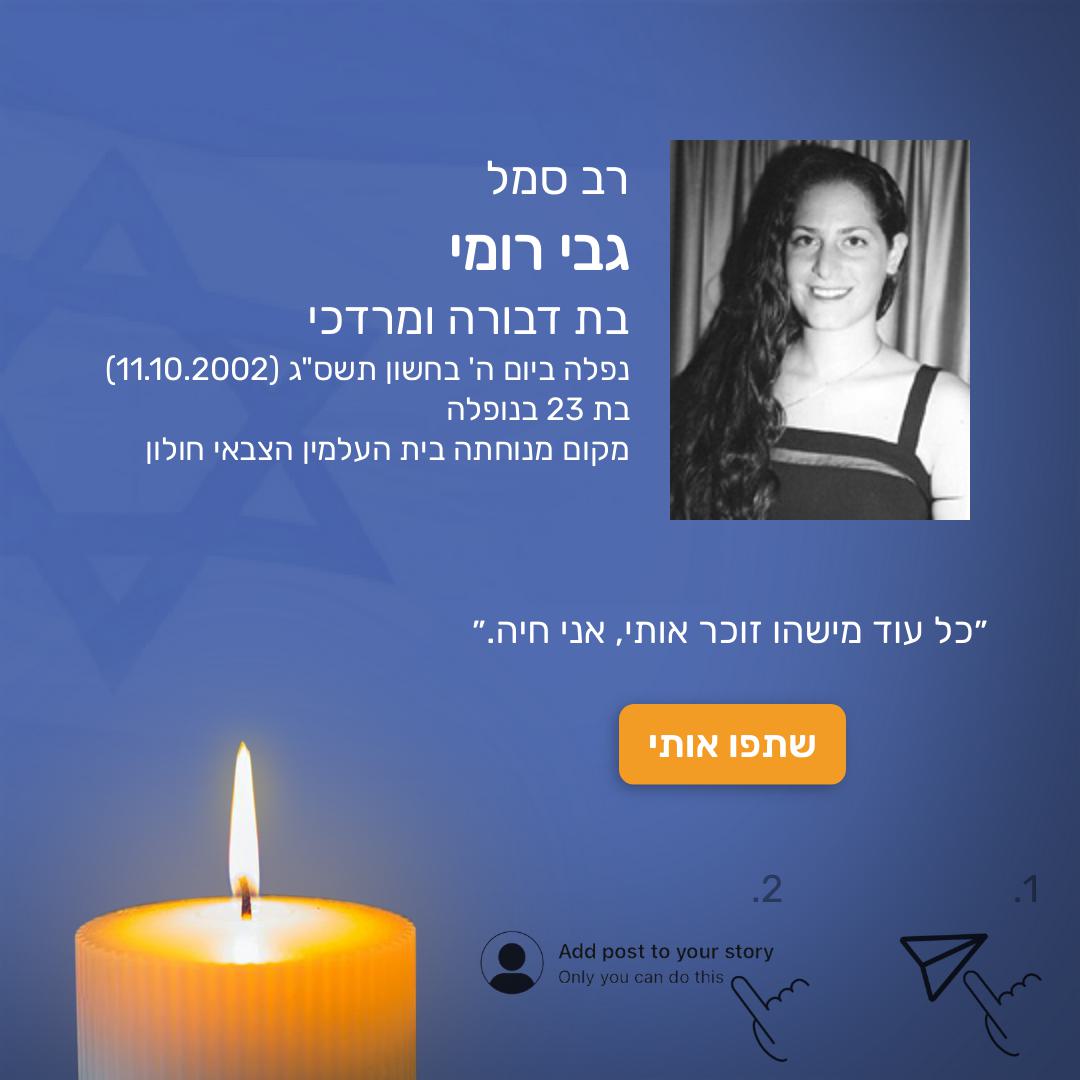 רב סמל
גבי רומי
בת דבורה ומרדכי
נפלה ביום ה' בחשון תשס"ג (11.10.2002)
בת 23 בנופלה
מקום מנוחתה בית העלמין הצבאי חולון
״כל עוד מישהו זוכר אותי, אני חיה.״
שתפו אותי
1.
2.
Add post to your story
Only you can do this